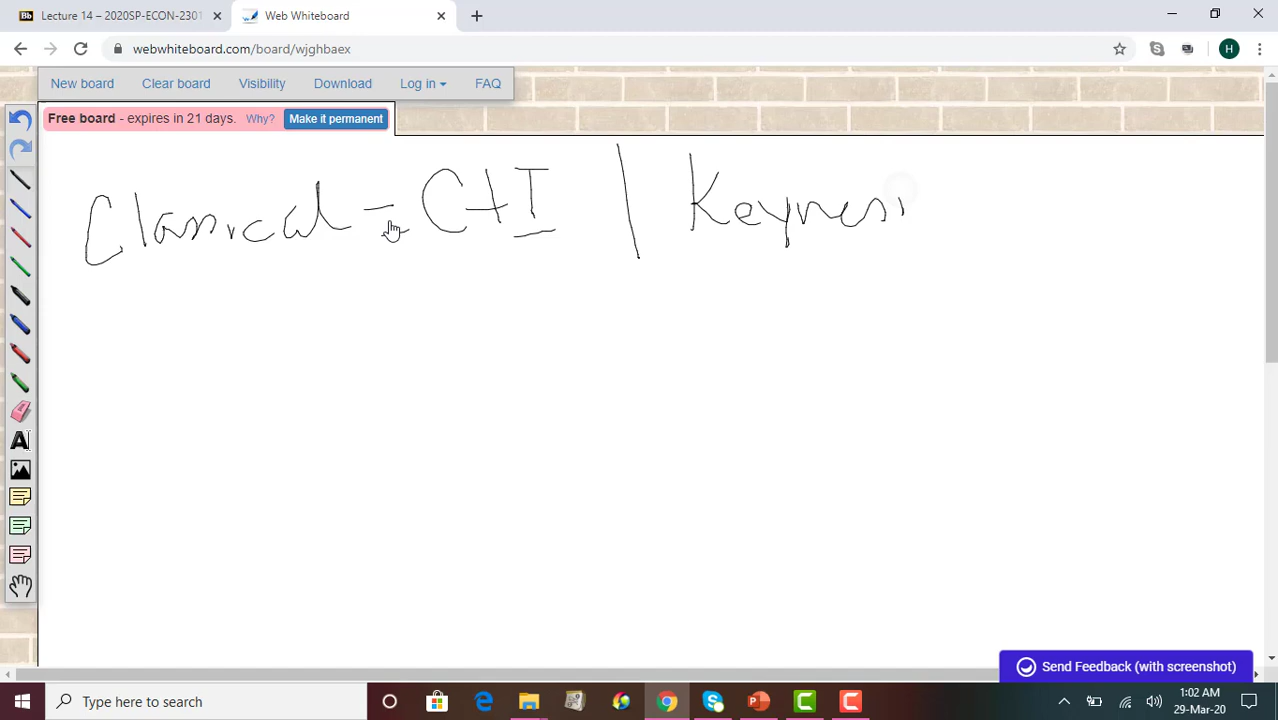 Lecture 14 – 2020SP-ECON-2301
Web Whiteboard
webwhiteboard.com/board/wjghbaex
H
New board Clear board Visibility Download Log in FAQ
Free board - expires in 21 days. Why? Make it permanent
Classical = C+I | Keynesi
A
Send Feedback (with screenshot)
Type here to search
1:02 AM
29-Mar-20